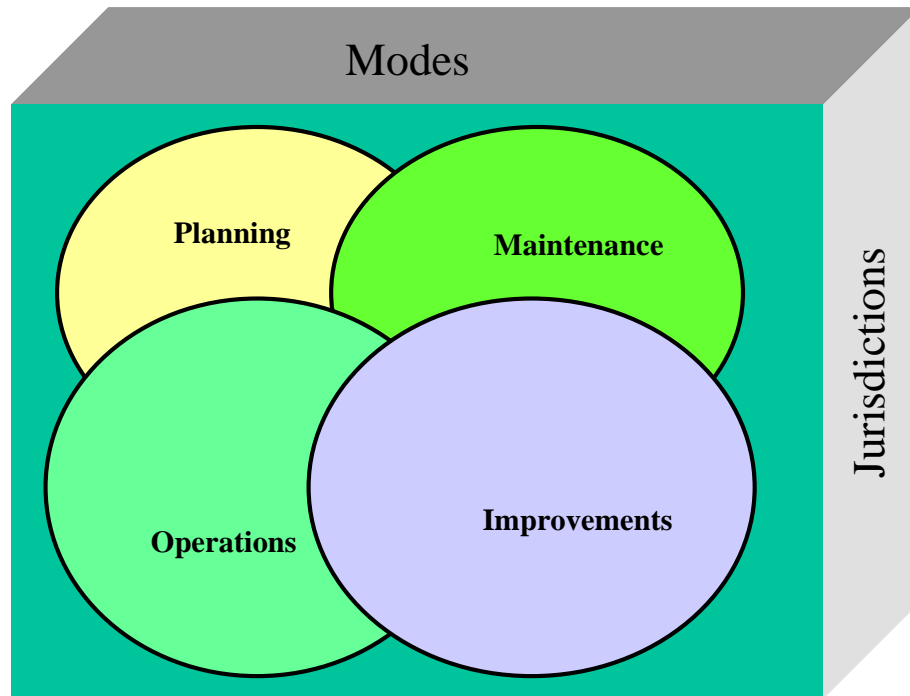 Modes
Planning
Maintenance
Jurisdictions
Operations
Improvements